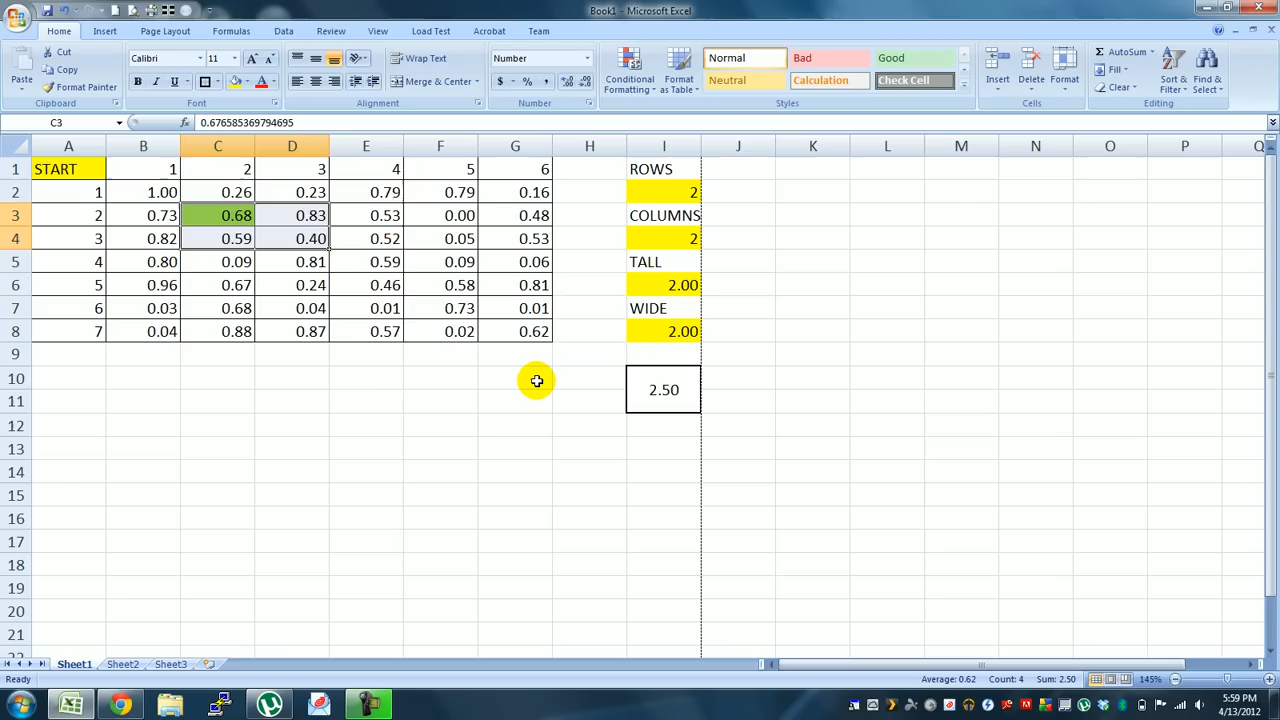 Book1 - Microsoft Excel
Home Insert Page Layout Formulas Data Review View Load Test Acrobat Team
Paste
Cut
Copy
Format Painter
Clipboard
Calibri 11
B I U
Font
Wrap Text
Merge & Center
Alignment
Number
$ % ,
Number
Conditional Formatting
Format as Table
Normal Bad Good
Neutral Calculation Check Cell
Styles
Insert Delete Format
Cells
AutoSum
Fill
Clear
Sort & Filter
Find & Select
Editing
C3 fx 0.676585369794695
A B C D E F G H I J K L M N O P Q
1 START 1 2 3 4 5 6 ROWS
2 1 1.00 0.26 0.23 0.79 0.79 0.16 2
3 2 0.73 0.68 0.83 0.53 0.00 0.48 COLUMNS
4 3 0.82 0.59 0.40 0.52 0.05 0.53 2
5 4 0.80 0.09 0.81 0.59 0.09 0.06 TALL
6 5 0.96 0.67 0.24 0.46 0.58 0.81 2.00
7 6 0.03 0.68 0.04 0.01 0.73 0.01 WIDE
8 7 0.04 0.88 0.87 0.57 0.02 0.62 2.00
9
10
2.50
11
12
13
14
15
16
17
18
19
20
21
Sheet1 Sheet2 Sheet3
Ready Average: 0.62 Count: 4 Sum: 2.50 145%
5:59 PM
4/13/2012